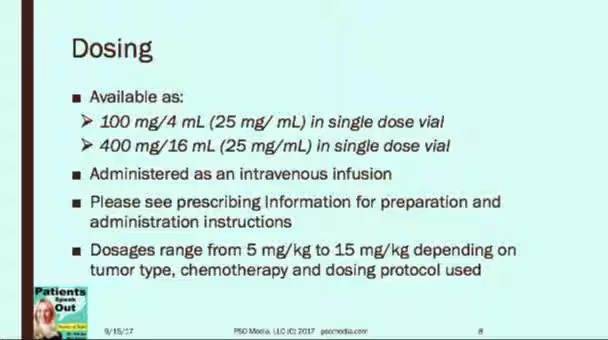 Dosing
■ Available as:
➤ 100 mg/4 mL (25 mg/ mL) in single dose vial
➤ 400 mg/16 mL (25 mg/mL) in single dose vial
■ Administered as an intravenous infusion
■ Please see prescribing Information for preparation and
administration instructions
■ Dosages range from 5 mg/kg to 15 mg/kg depending on
tumor type, chemotherapy and dosing protocol used
Patients
Speak
Out
9/15/17 PSO Media, LLC (C) 2017 psomedia.com 8